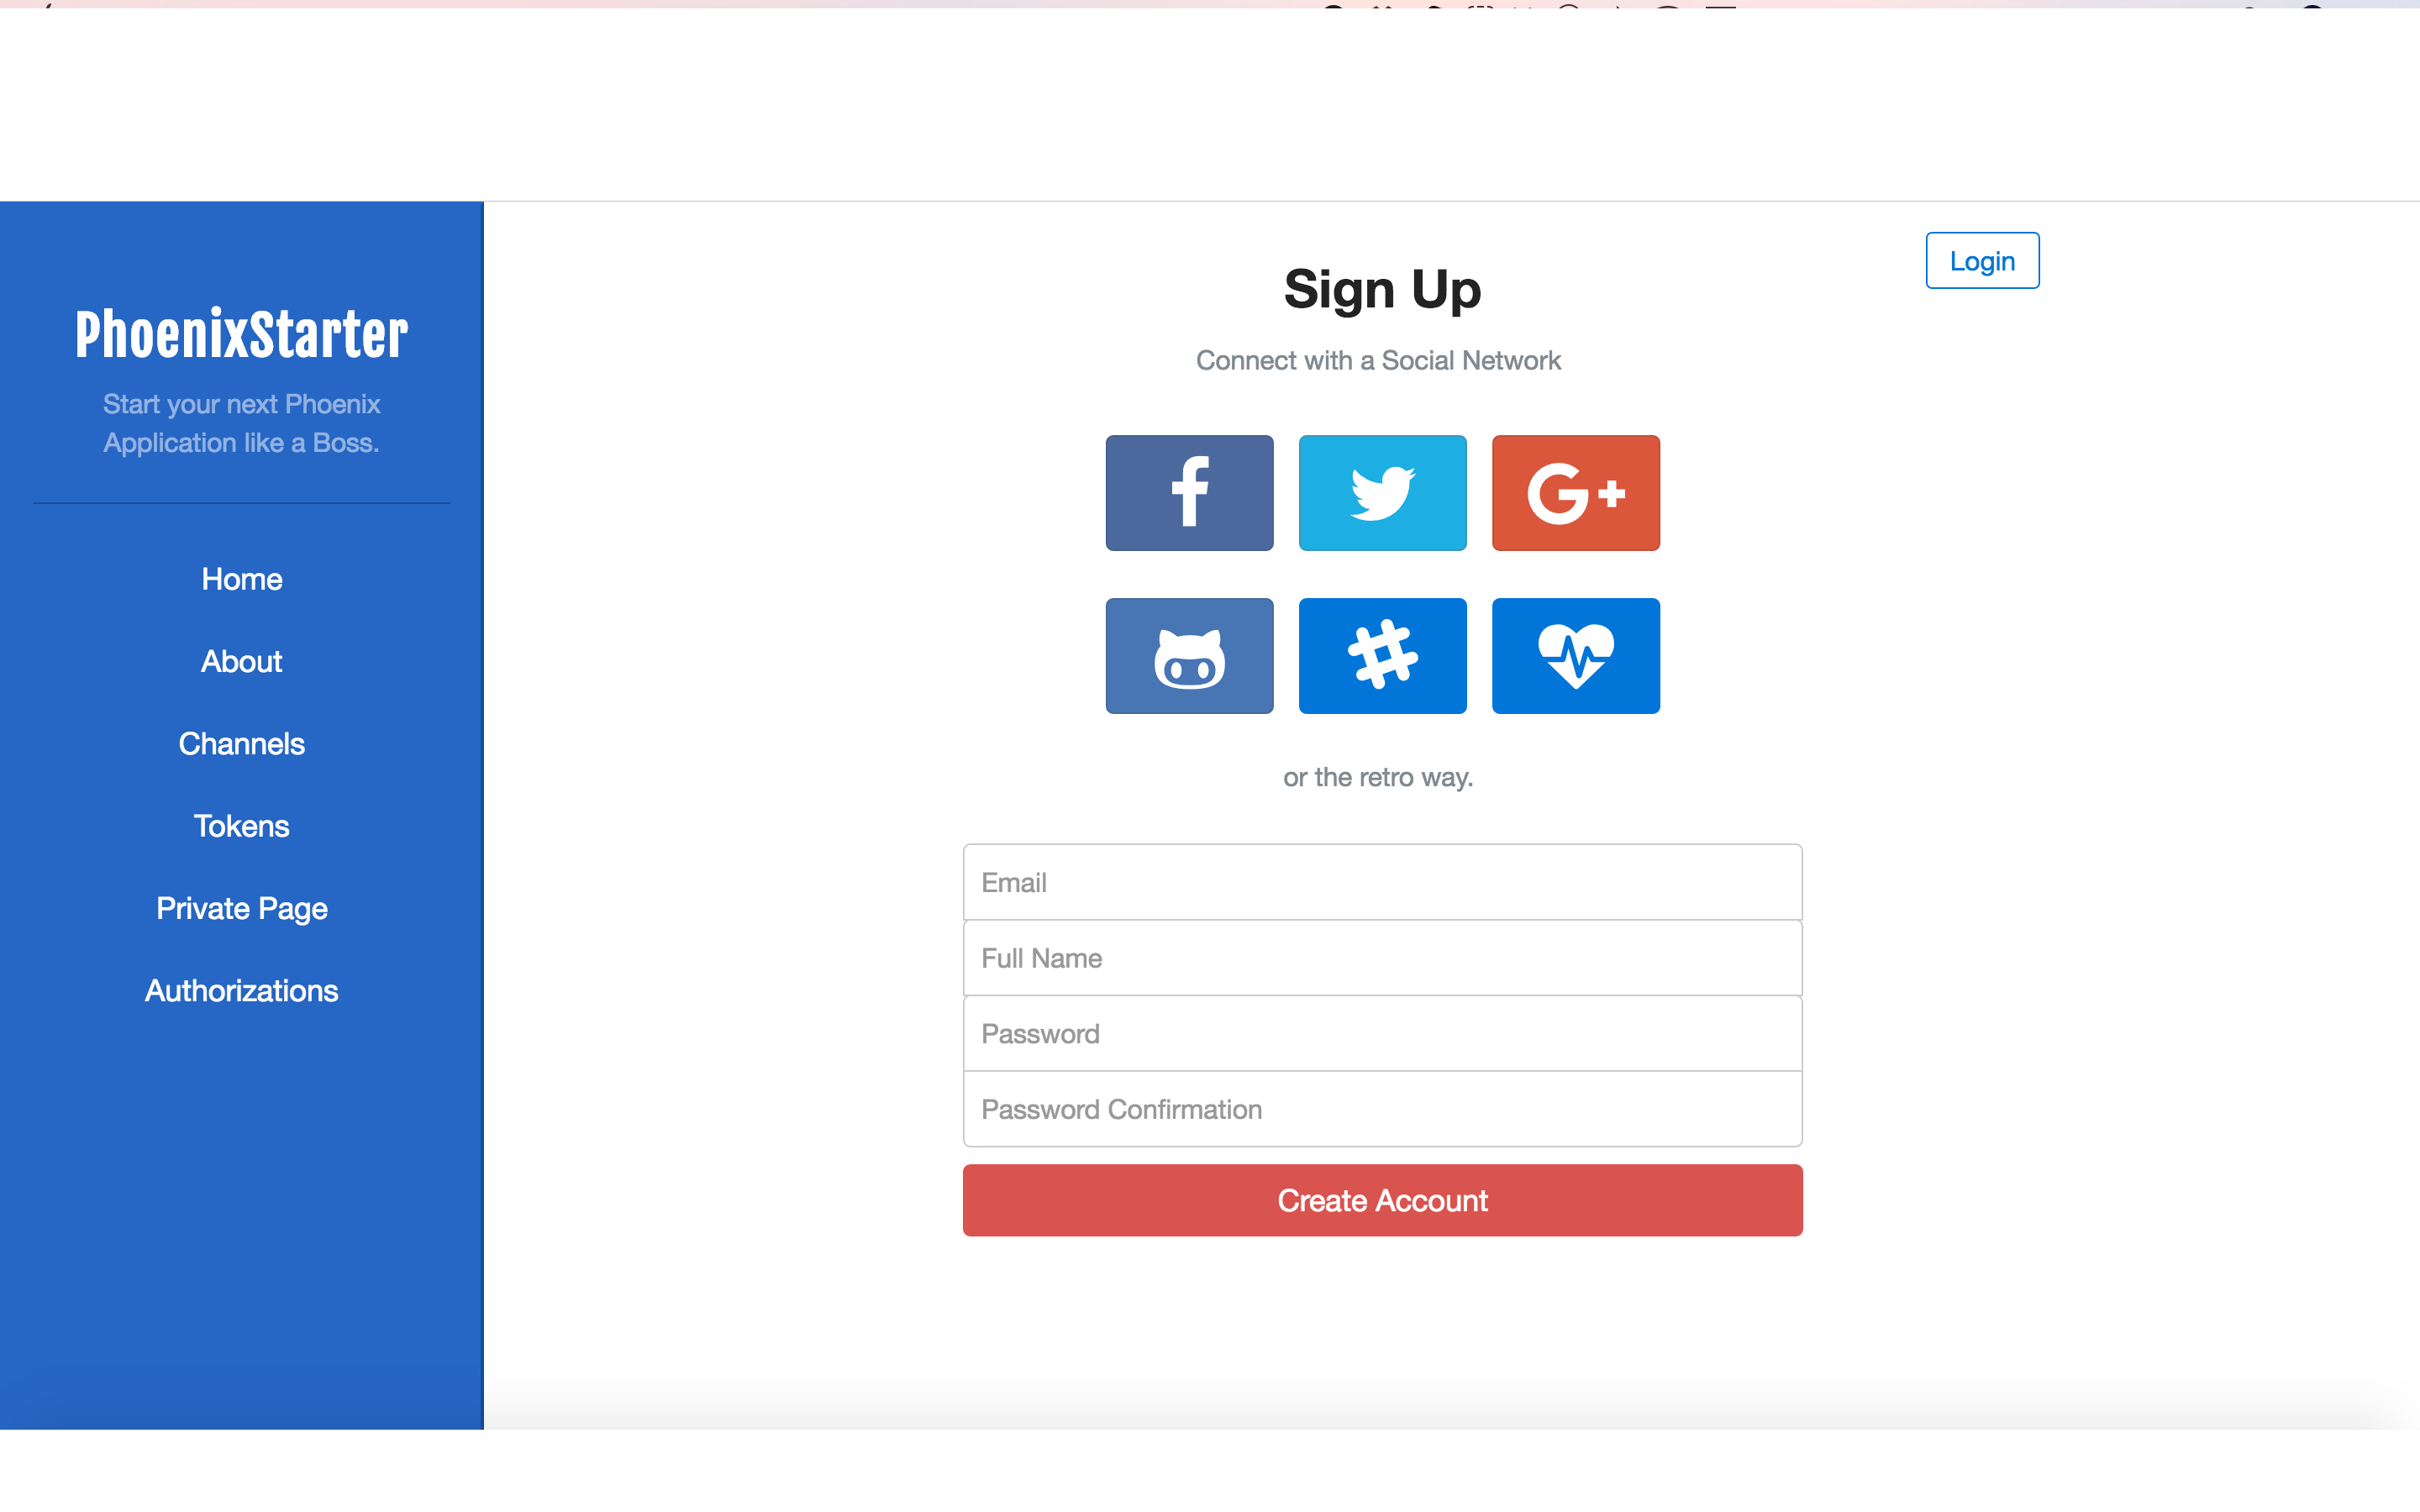 PhoenixStarter
Start your next Phoenix
Application like a Boss.
Home
About
Channels
Tokens
Private Page
Authorizations
Login
Sign Up
Connect with a Social Network
G+
or the retro way.
Email
Full Name
Password
Password Confirmation
Create Account